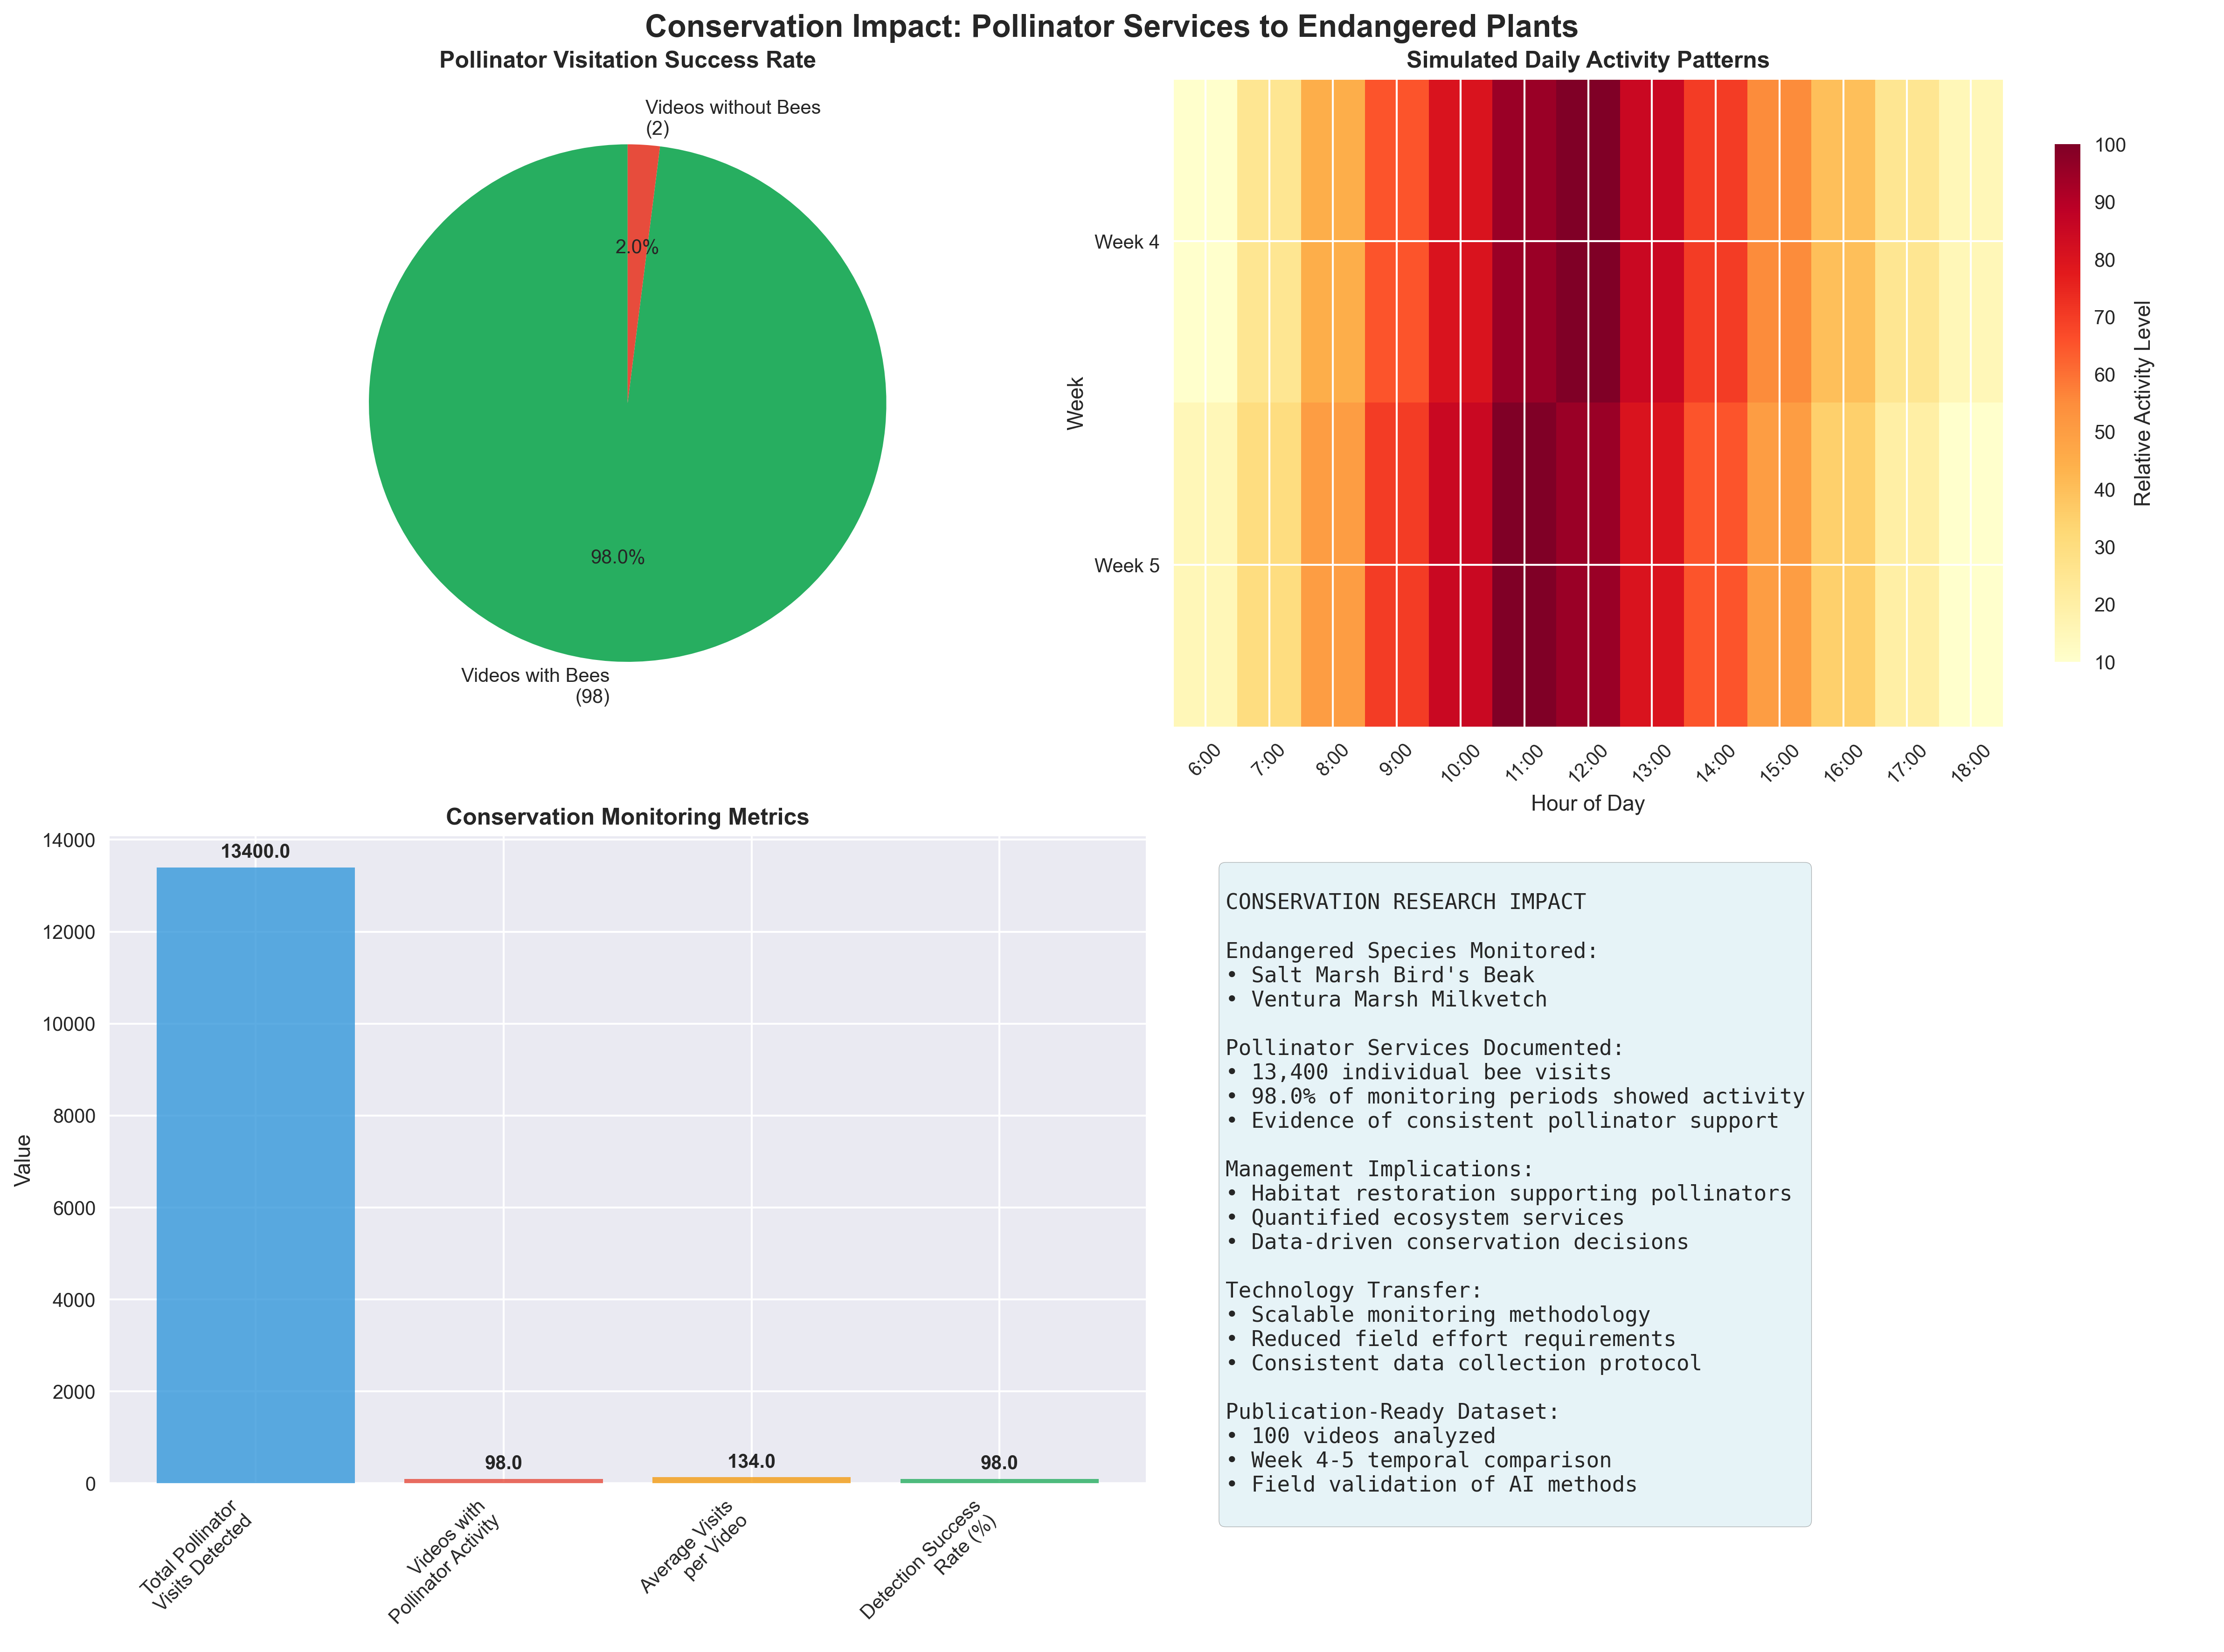 Conservation Impact: Pollinator Services to Endangered Plants
Pollinator Visitation Success Rate
Videos without Bees
(2)
2.0%
98.0%
Videos with Bees
(98)
Simulated Daily Activity Patterns
Week
Week 4
Week 5
6:00
7:00
8:00
9:00
10:00
11:00
12:00
13:00
14:00
15:00
16:00
17:00
18:00
Hour of Day
100
90
80
70
60
50
40
30
20
10
Relative Activity Level
Conservation Monitoring Metrics
Value
14000
12000
10000
8000
6000
4000
2000
0
13400.0
98.0
134.0
98.0
Total Pollinator
Visits Detected
Videos with
Pollinator Activity
Average Visits
per Video
Detection Success
Rate (%)
CONSERVATION RESEARCH IMPACT
Endangered Species Monitored:
• Salt Marsh Bird's Beak
• Ventura Marsh Milkvetch
Pollinator Services Documented:
• 13,400 individual bee visits
• 98.0% of monitoring periods showed activity
• Evidence of consistent pollinator support
Management Implications:
• Habitat restoration supporting pollinators
• Quantified ecosystem services
• Data-driven conservation decisions
Technology Transfer:
• Scalable monitoring methodology
• Reduced field effort requirements
• Consistent data collection protocol
Publication-Ready Dataset:
• 100 videos analyzed
• Week 4-5 temporal comparison
• Field validation of AI methods